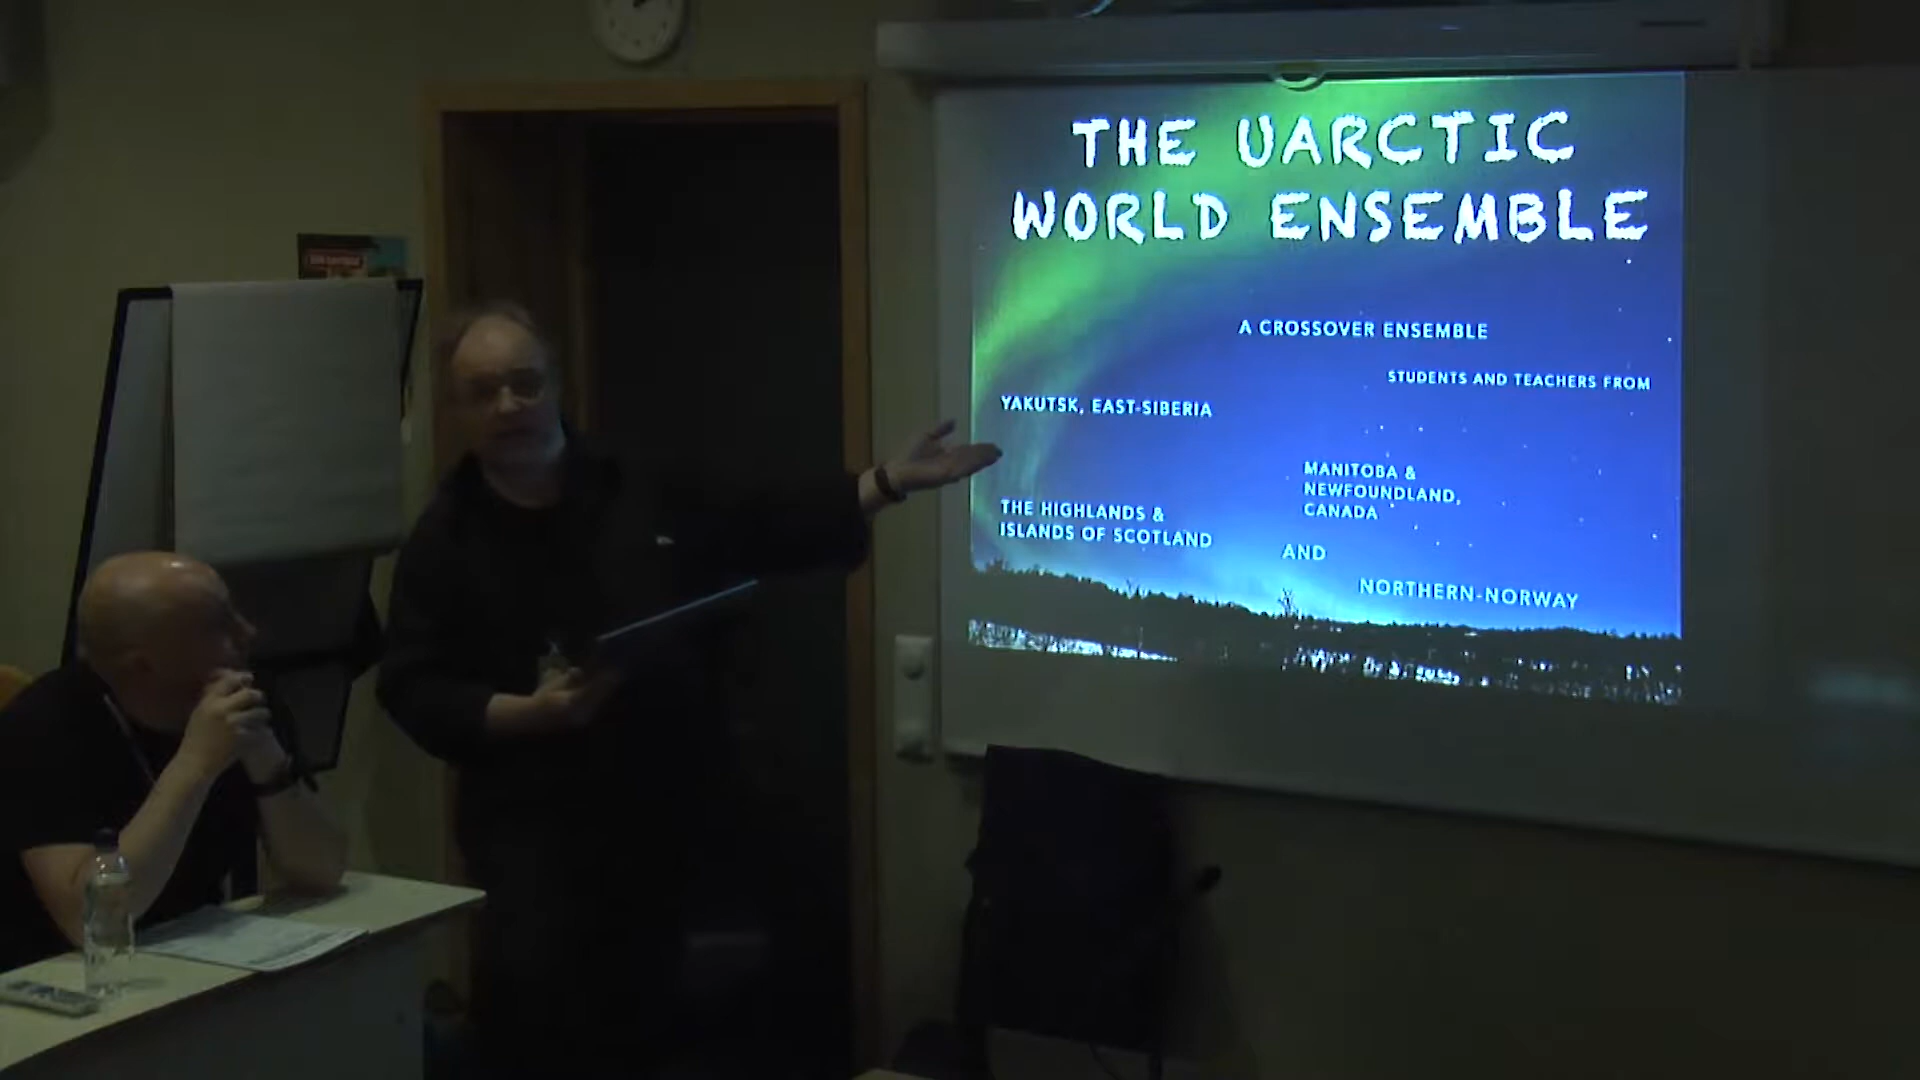 THE UARCTIC
WORLD ENSEMBLE
A CROSSOVER ENSEMBLE
STUDENTS AND TEACHERS FROM
YAKUTSK, EAST-SIBERIA
MANITOBA &
NEWFOUNDLAND,
CANADA
THE HIGHLANDS &
ISLANDS OF SCOTLAND
AND
NORTHERN-NORWAY